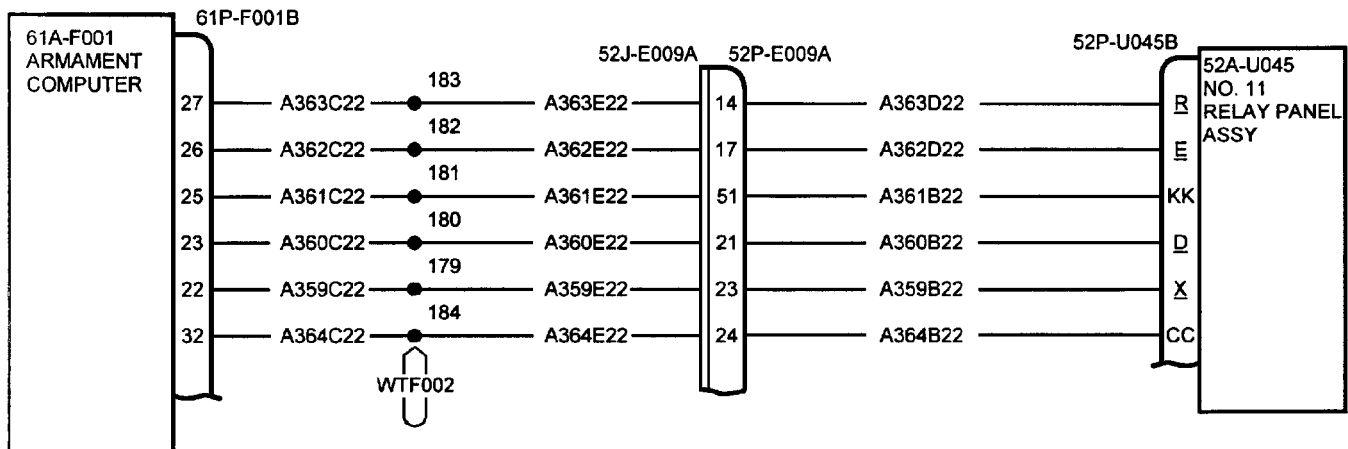 61P-F001B
61A-F001
ARMAMENT
COMPUTER
52J-E009A 52P-E009A
52P-U045B
52A-U045
NO. 11
RELAY PANEL
ASSY
183
27 A363C22 A363E22 14 A363D22 R
182
26 A362C22 A362E22 17 A362D22 E
181
25 A361C22 A361E22 51 A361B22 KK
180
23 A360C22 A360E22 21 A360B22 D
179
22 A359C22 A359E22 23 A359B22 X
184
32 A364C22 A364E22 24 A364B22 CC
WTF002